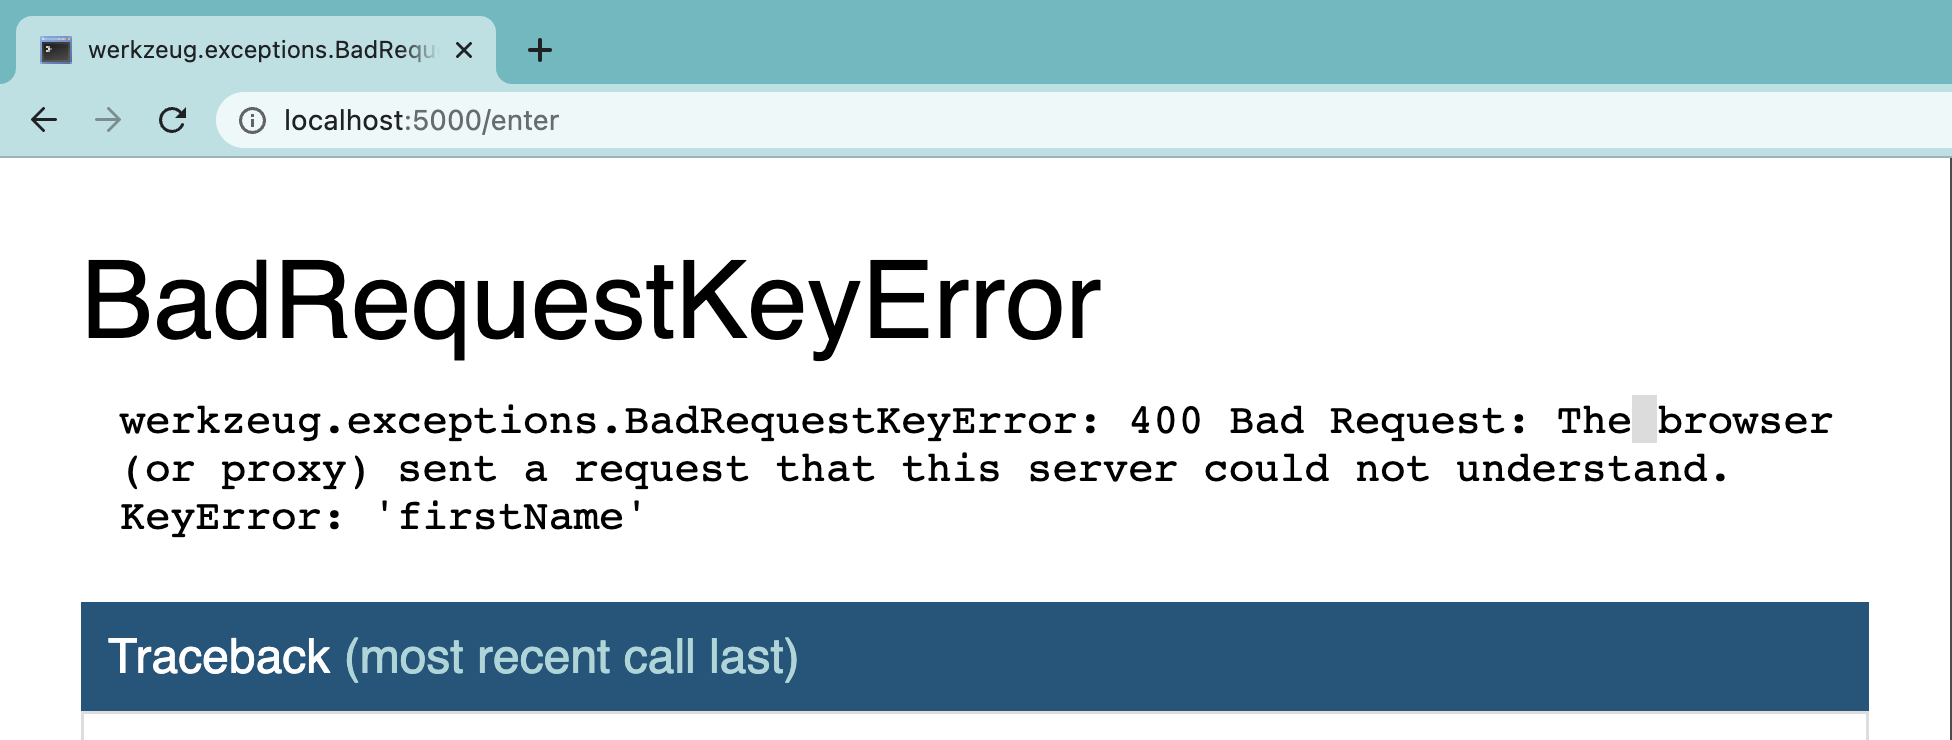 werkzeug.exceptions.BadRequ
localhost:5000/enter
BadRequestKeyError
werkzeug.exceptions.BadRequestKeyError: 400 Bad Request: The browser
(or proxy) sent a request that this server could not understand.
KeyError: 'firstName'
Traceback (most recent call last)